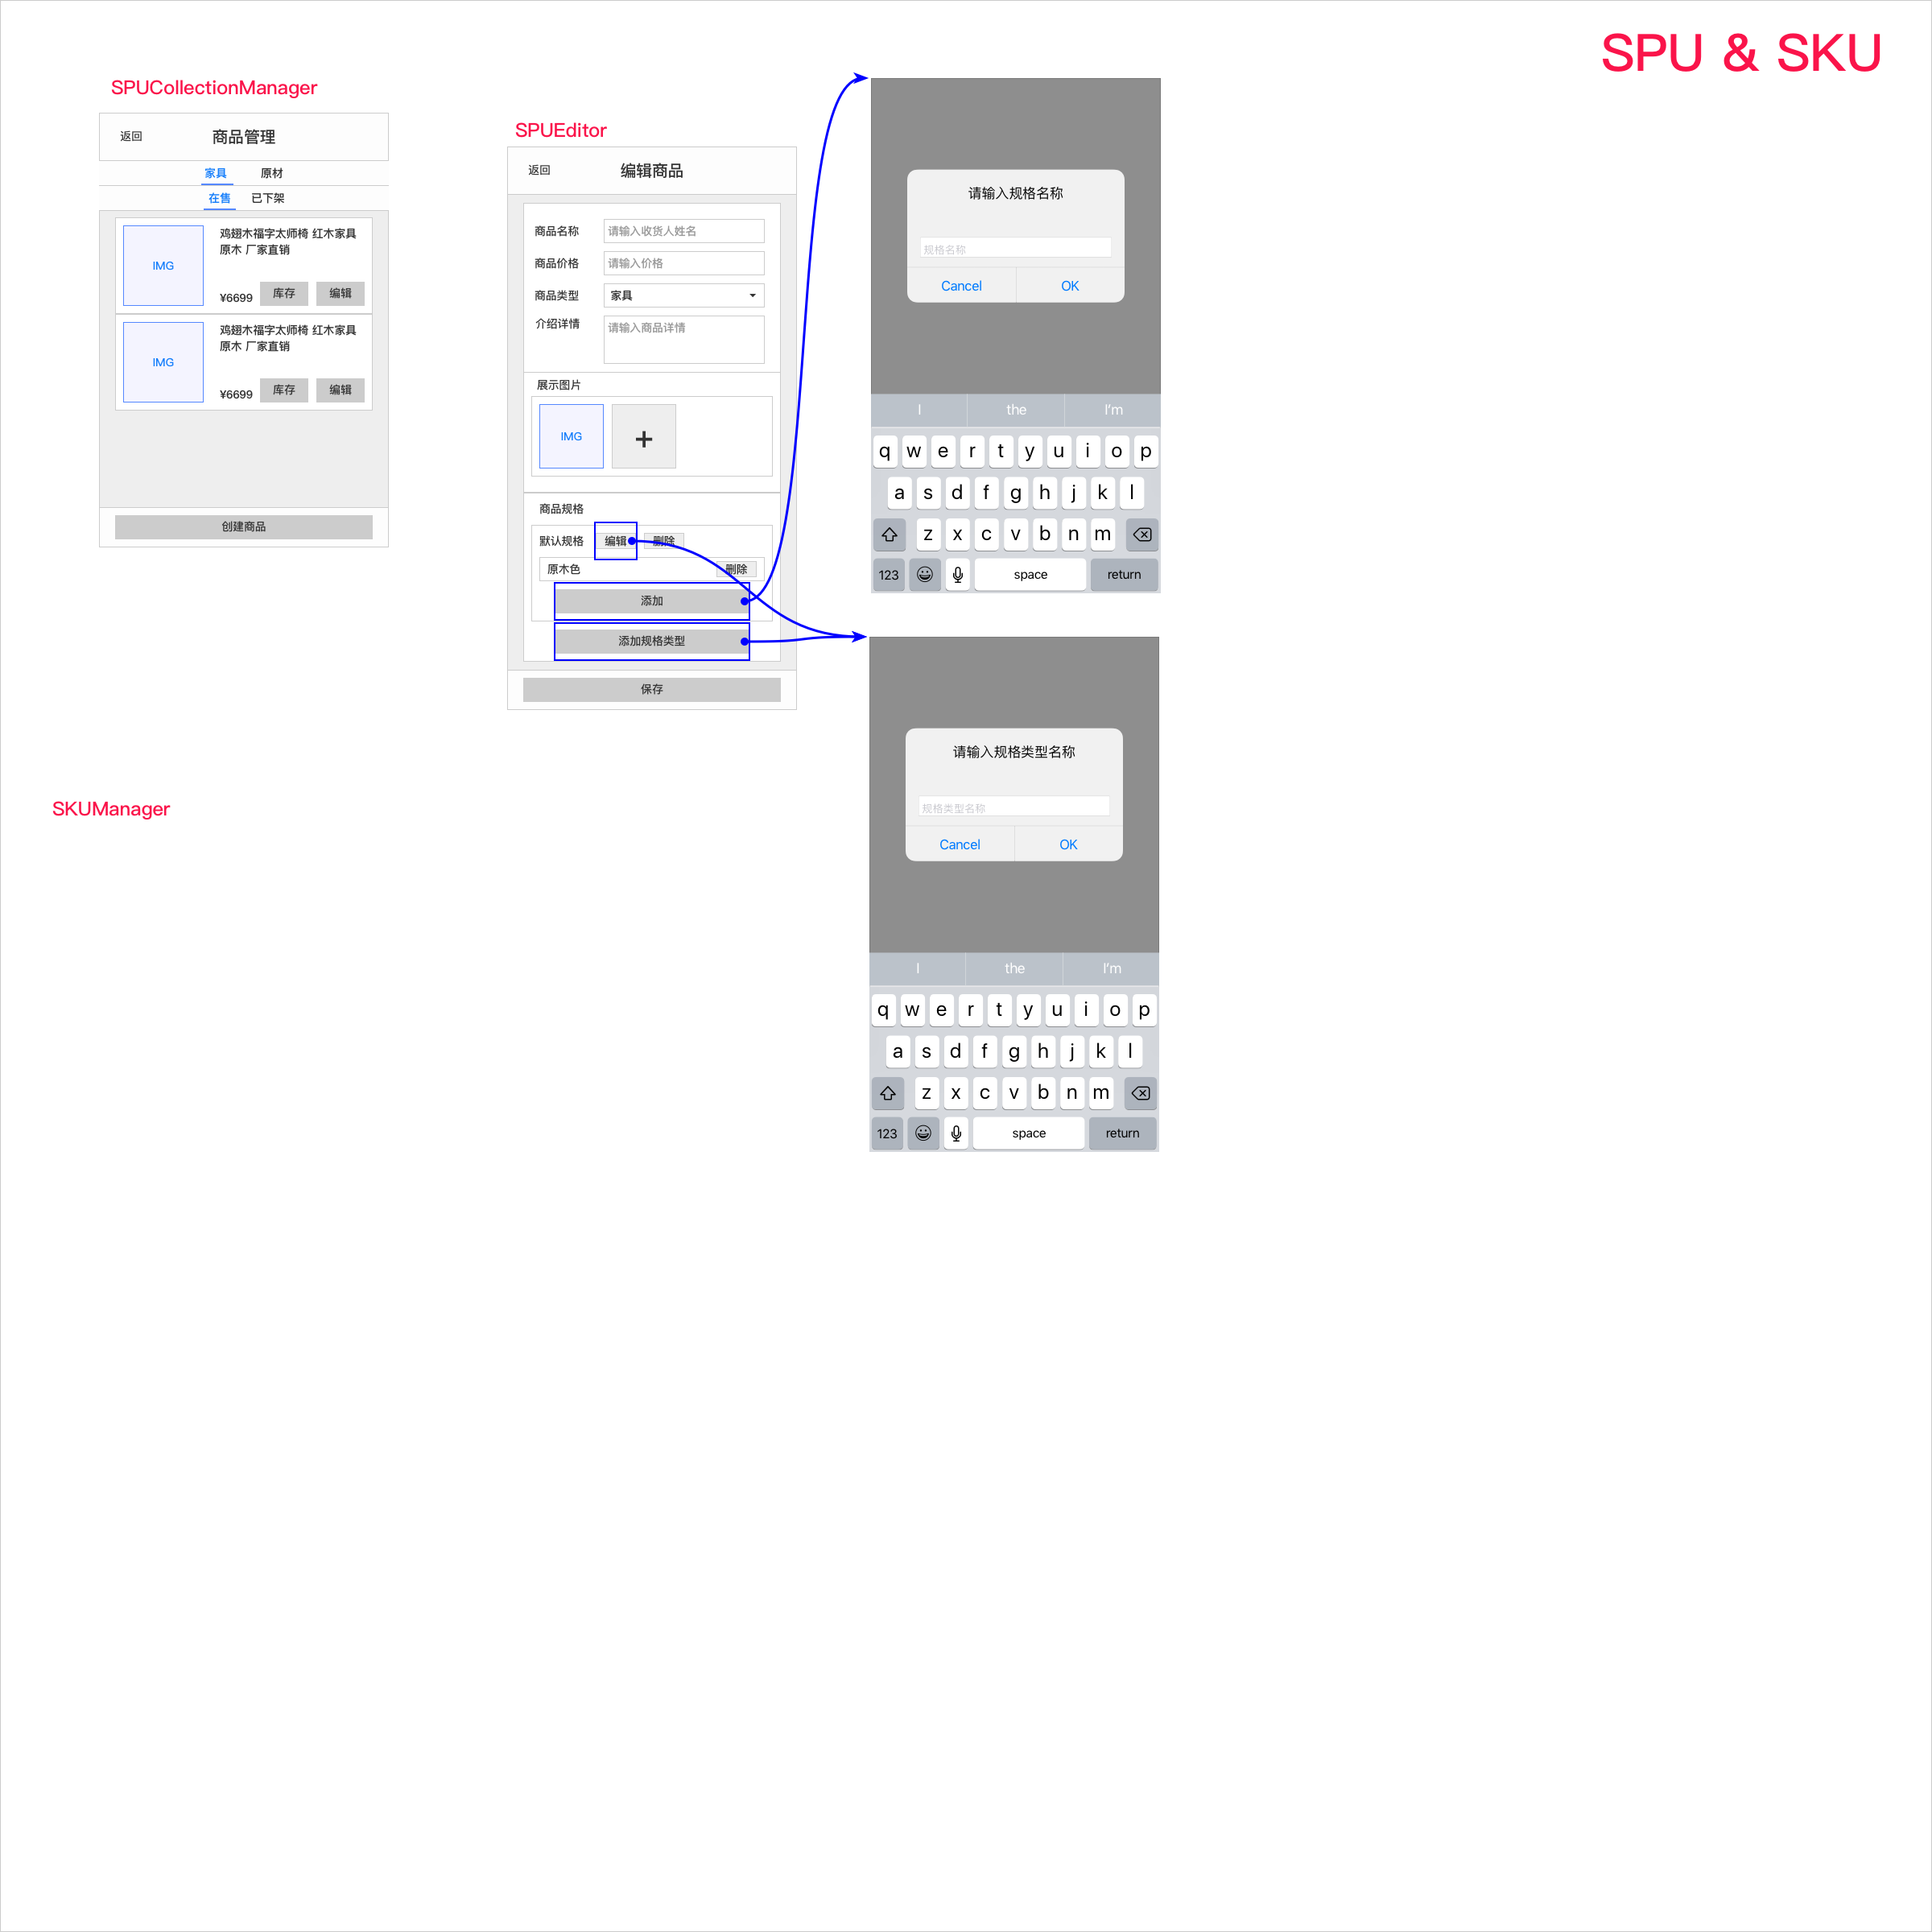 SPU & SKU
SPUCollectionManager
返回
商品管理
家具
原材
在售
已下架
IMG
鸡翅木福字太师椅 红木家具
原木 厂家直销
¥6699
库存
编辑
IMG
鸡翅木福字太师椅 红木家具
原木 厂家直销
¥6699
库存
编辑
创建商品
SPUEditor
返回
编辑商品
商品名称
请输入收货人姓名
商品价格
请输入价格
商品类型
家具
介绍详情
请输入商品详情
展示图片
IMG
+
商品规格
默认规格
编辑
删除
原木色
删除
添加
添加规格类型
保存
请输入规格名称
规格名称
Cancel
OK
I
the
I'm
q w e r t y u i o p
a s d f g h j k l
z x c v b n m
123
space
return
请输入规格类型名称
规格类型名称
Cancel
OK
I
the
I'm
q w e r t y u i o p
a s d f g h j k l
z x c v b n m
123
space
return
SKUManager